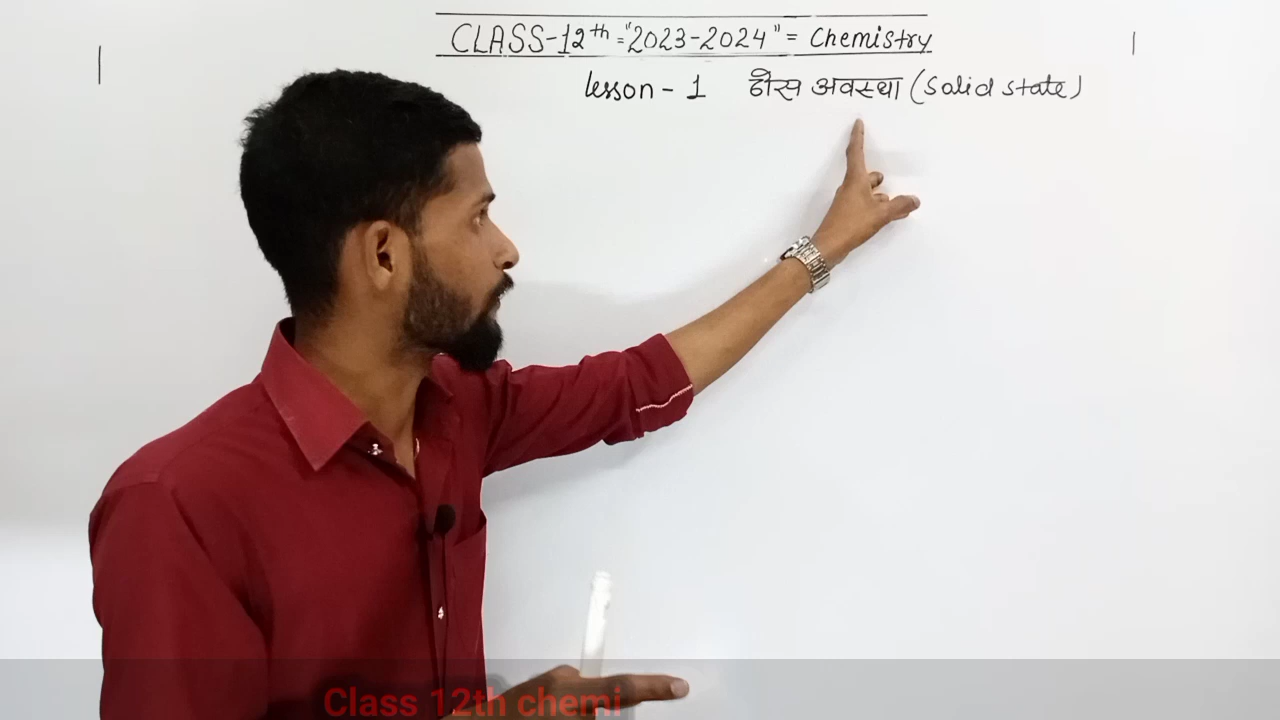 CLASS-12th="2023-2024"= Chemistry
lesson-1 ठोस अवस्था (Solid state)
Class 12th chemi